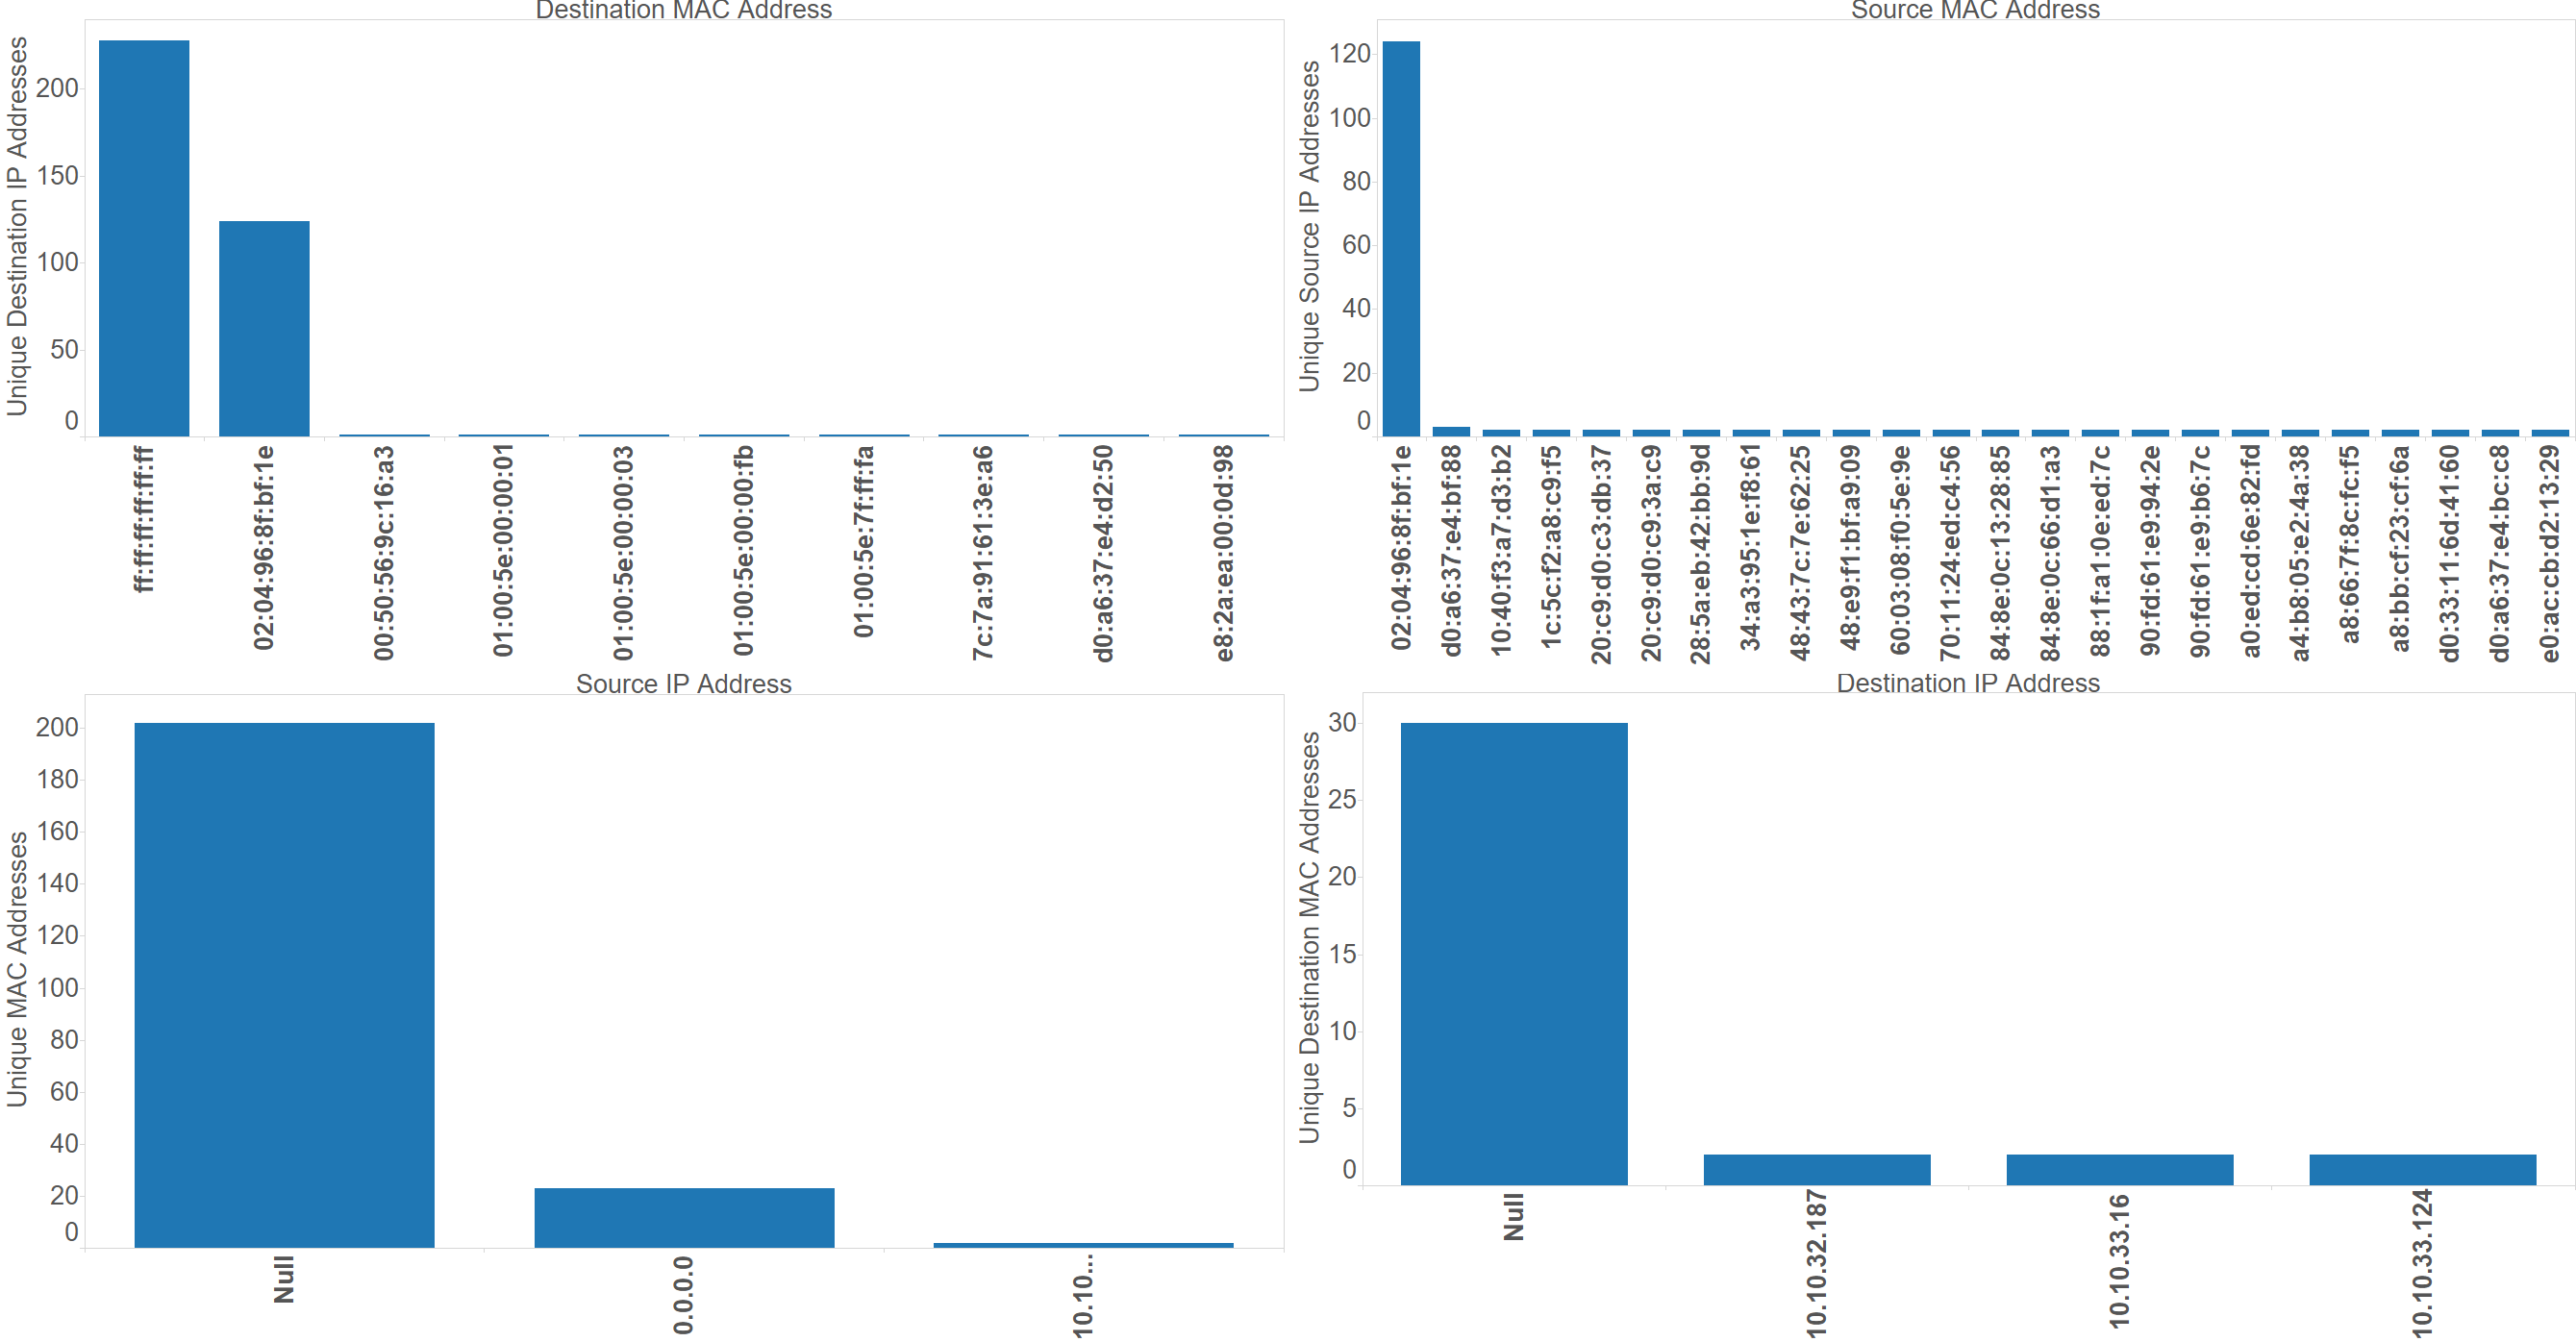 Destination MAC Address
Unique Destination IP Addresses
200
150
100
50
0
ff:ff:ff:ff:ff:ff
02:04:96:8f:bf:1e
00:50:56:9c:16:a3
01:00:5e:00:00:01
01:00:5e:00:00:03
01:00:5e:00:00:fb
01:00:5e:7f:ff:fa
7c:7a:91:61:3e:a6
d0:a6:37:e4:d2:50
e8:2a:ea:00:0d:98
Source MAC Address
Unique Source IP Addresses
120
100
80
60
40
20
0
02:04:96:8f:bf:1e
d0:a6:37:e4:bf:88
10:40:f3:a7:d3:b2
1c:5c:f2:a8:c9:f5
20:c9:d0:c3:db:37
20:c9:d0:c9:3a:c9
28:5a:eb:42:bb:9d
34:a3:95:1e:f8:61
48:43:7c:7e:62:25
48:e9:f1:bf:a9:09
60:03:08:f0:5e:9e
70:11:24:ed:c4:56
84:8e:0c:13:28:85
84:8e:0c:66:d1:a3
88:1f:a1:0e:ed:7c
90:fd:61:e9:94:2e
90:fd:61:e9:b6:7c
a0:ed:cd:6e:82:fd
a4:b8:05:e2:4a:38
a8:66:7f:8c:fc:f5
a8:bb:cf:23:cf:6a
d0:33:11:6d:41:60
d0:a6:37:e4:bc:c8
e0:ac:cb:d2:13:29
Source IP Address
Unique MAC Addresses
200
180
160
140
120
100
80
60
40
20
0
Null
0.0.0.0
10.10...
Destination IP Address
Unique Destination MAC Addresses
30
25
20
15
10
5
0
Null
10.10.32.187
10.10.33.16
10.10.33.124